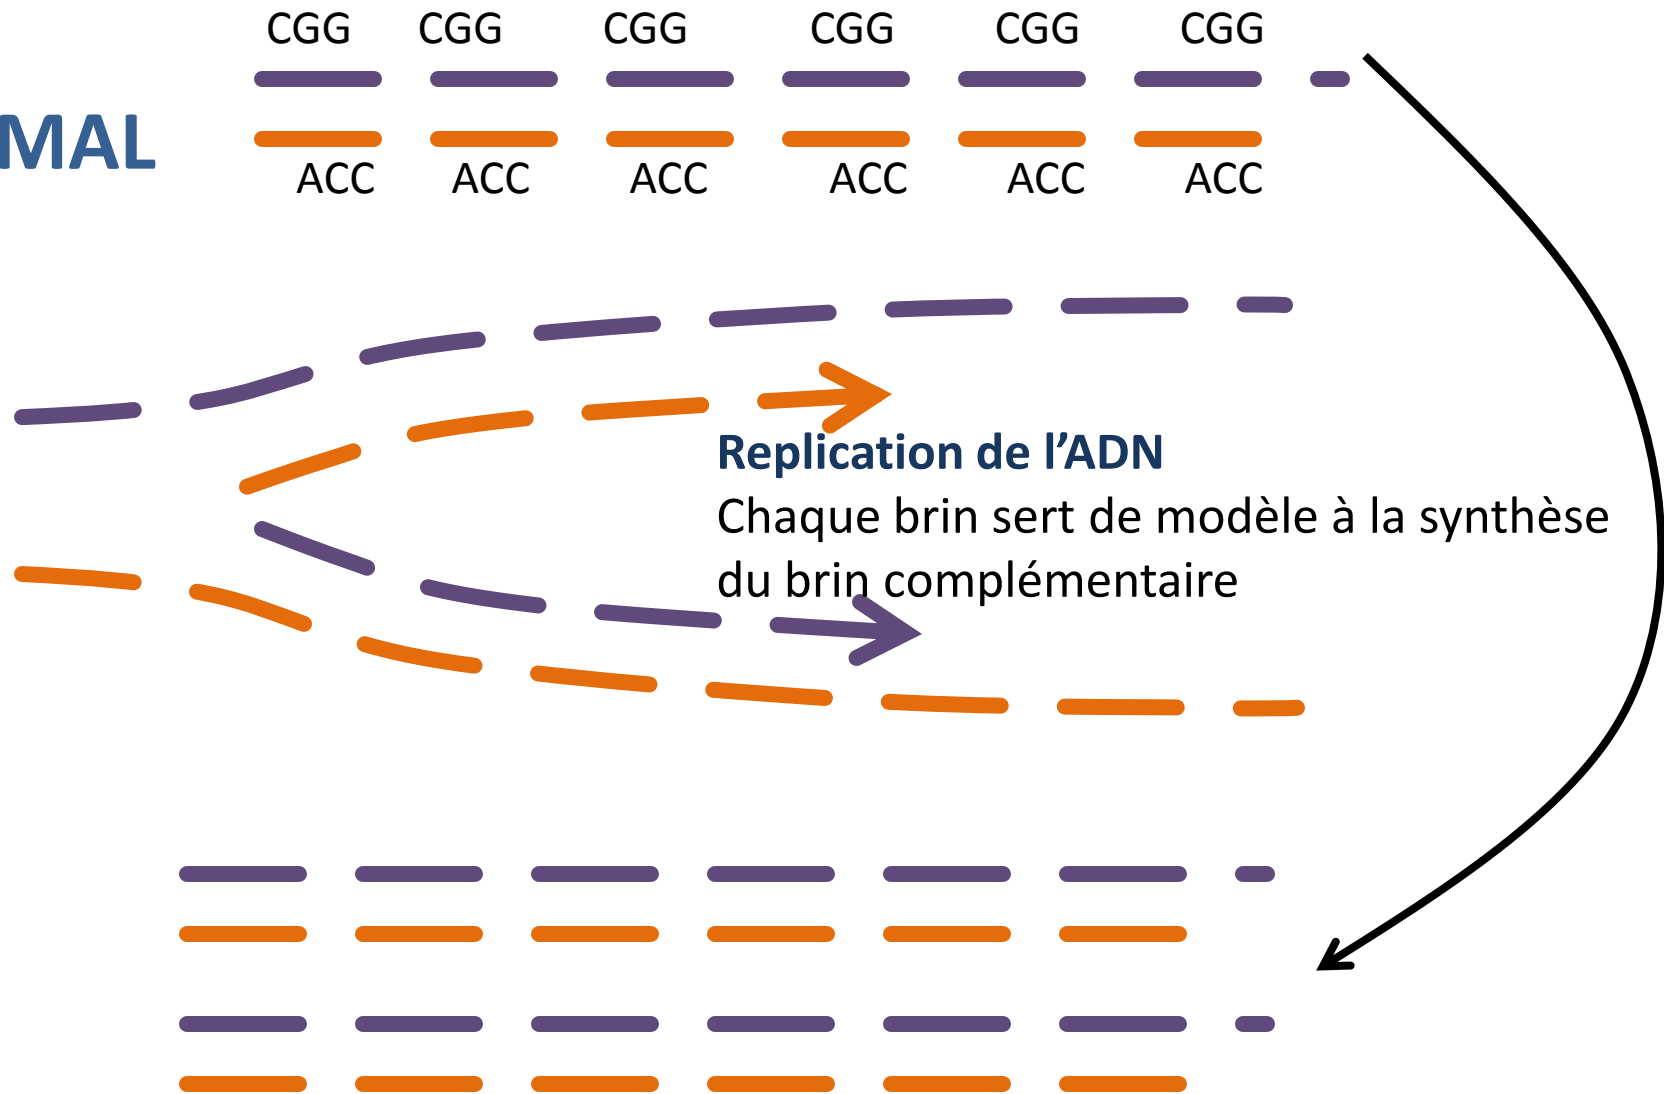 CGG CGG CGG CGG CGG CGG
MAL
ACC ACC ACC ACC ACC ACC
Replication de l’ADN
Chaque brin sert de modèle à la synthèse
du brin complémentaire